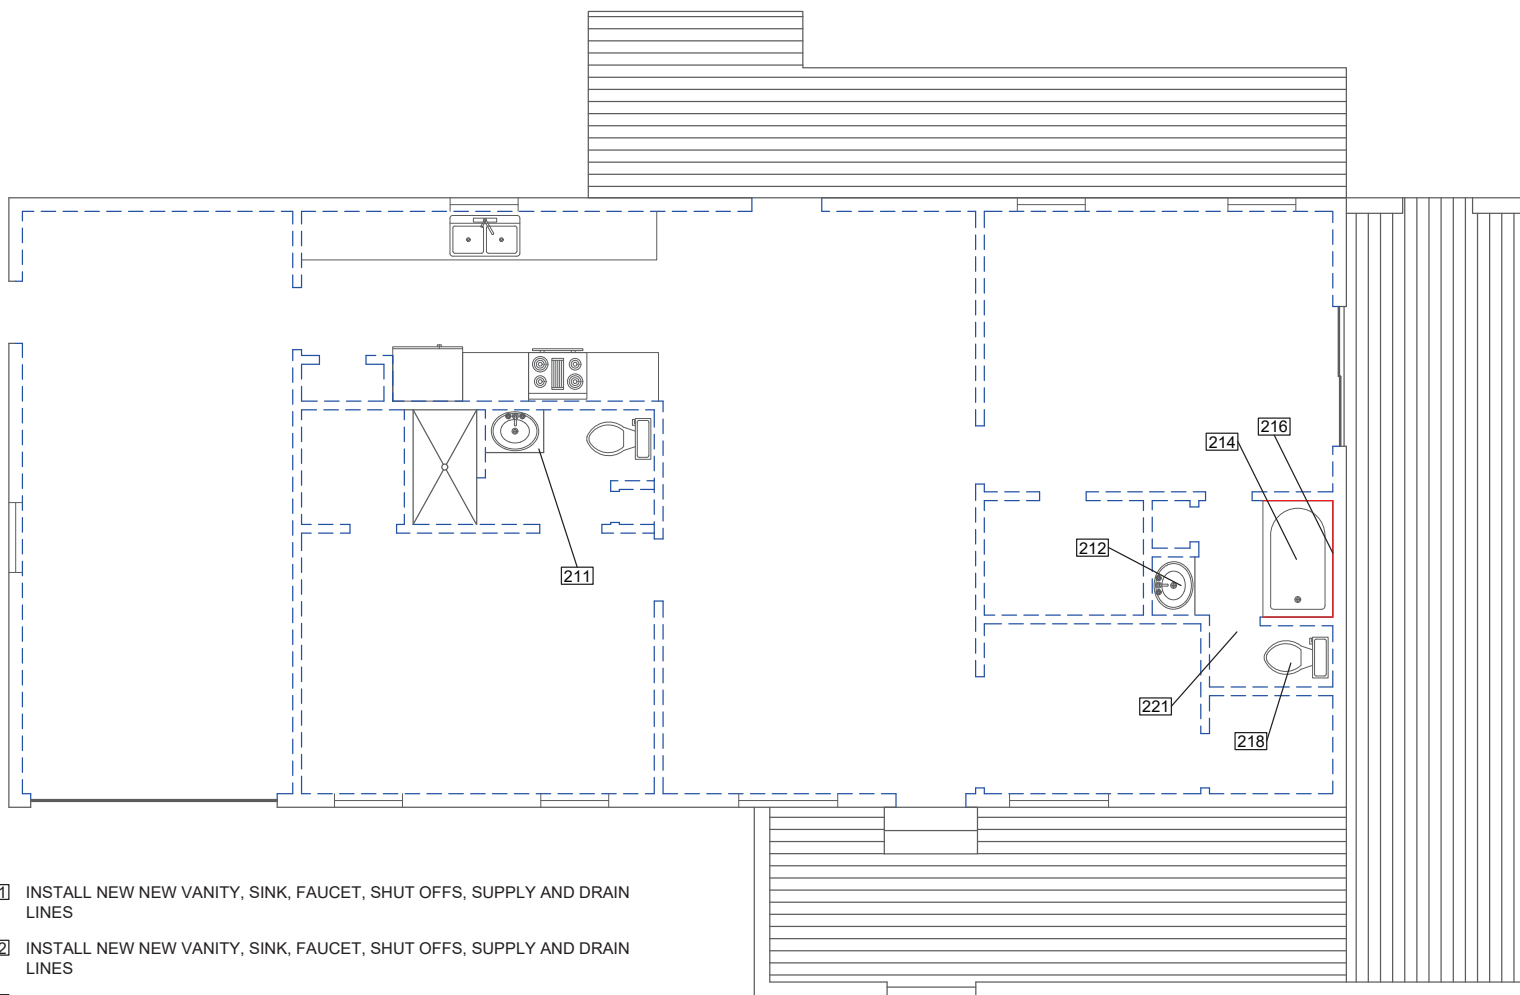 216
214
212
211
221
218
1 INSTALL NEW NEW VANITY, SINK, FAUCET, SHUT OFFS, SUPPLY AND DRAIN
LINES
2 INSTALL NEW NEW VANITY, SINK, FAUCET, SHUT OFFS, SUPPLY AND DRAIN
LINES